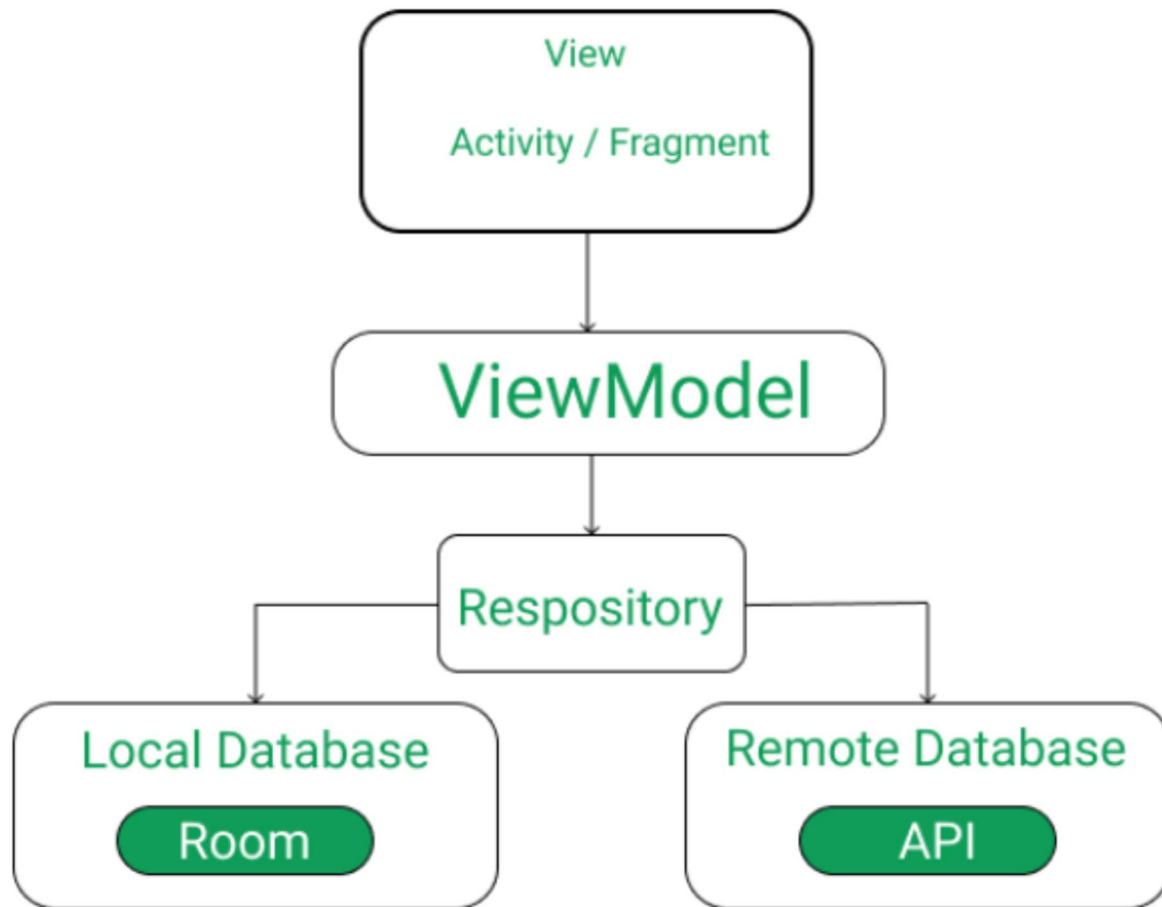 View
Activity / Fragment
ViewModel
Respository
Local Database
Room
Remote Database
API